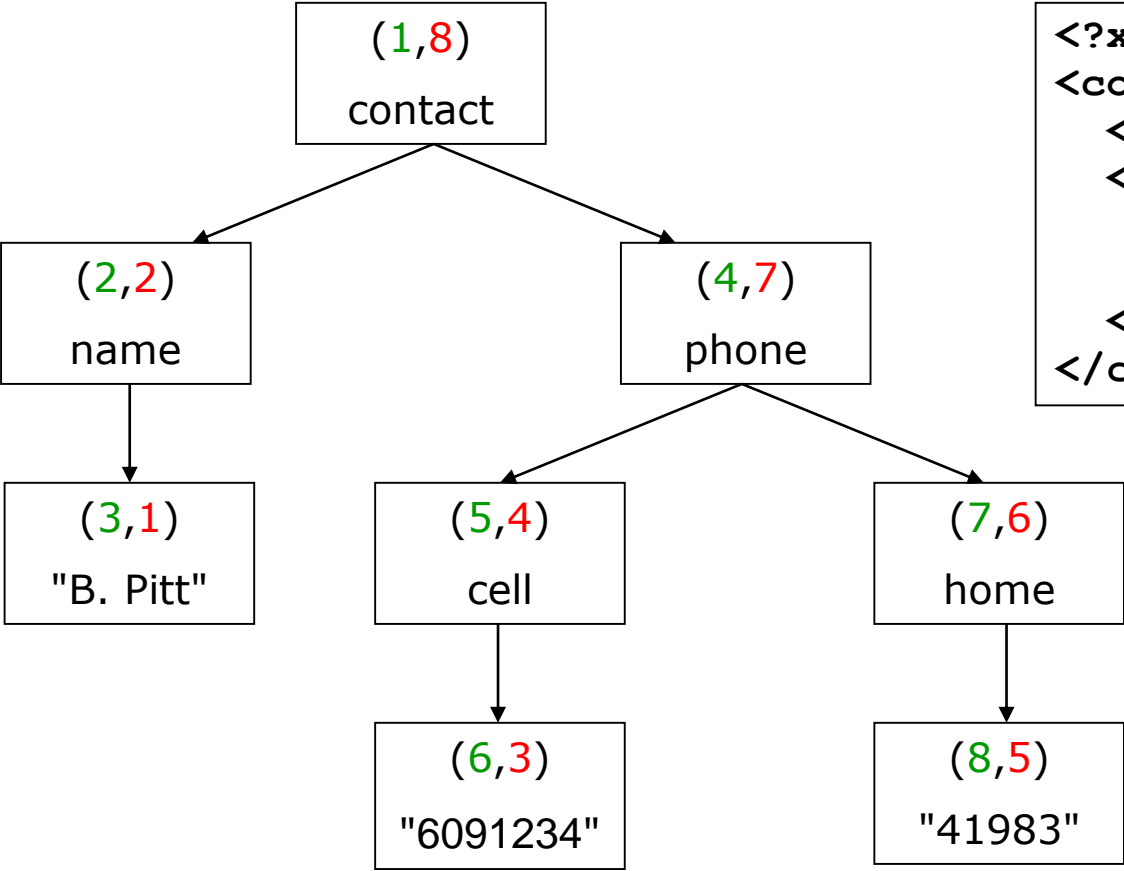 (1,8)
contact
(2,2)
name
(4,7)
phone
(3,1)
"B. Pitt"
(5,4)
cell
(7,6)
home
(6,3)
"6091234"
(8,5)
"41983"
<?x
<co
<
<
<
</c